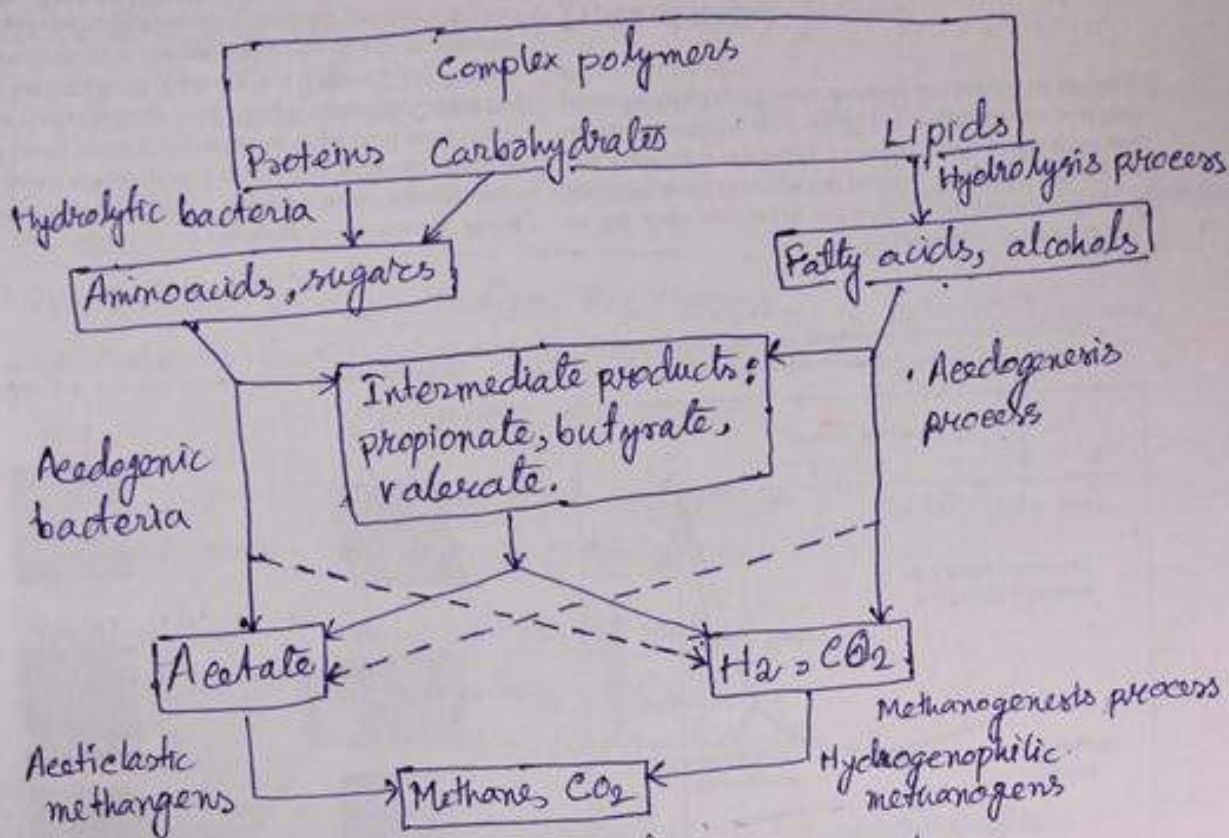 Complex polymers
Proteins Carbohydrates Lipids
Hydrolysis process
Hydrolytic bacteria
Aminoacids, sugars
Fatty acids, alcohols
Intermediate products:
propionate, butyrate,
valerate.
Acedogenesis
process
Acedogenic
bacteria
Acetate
H2, CO2
Methanogenesis process
Aceticlastic
methangens
Methane, CO2
Hydrogenophilic
methanogens